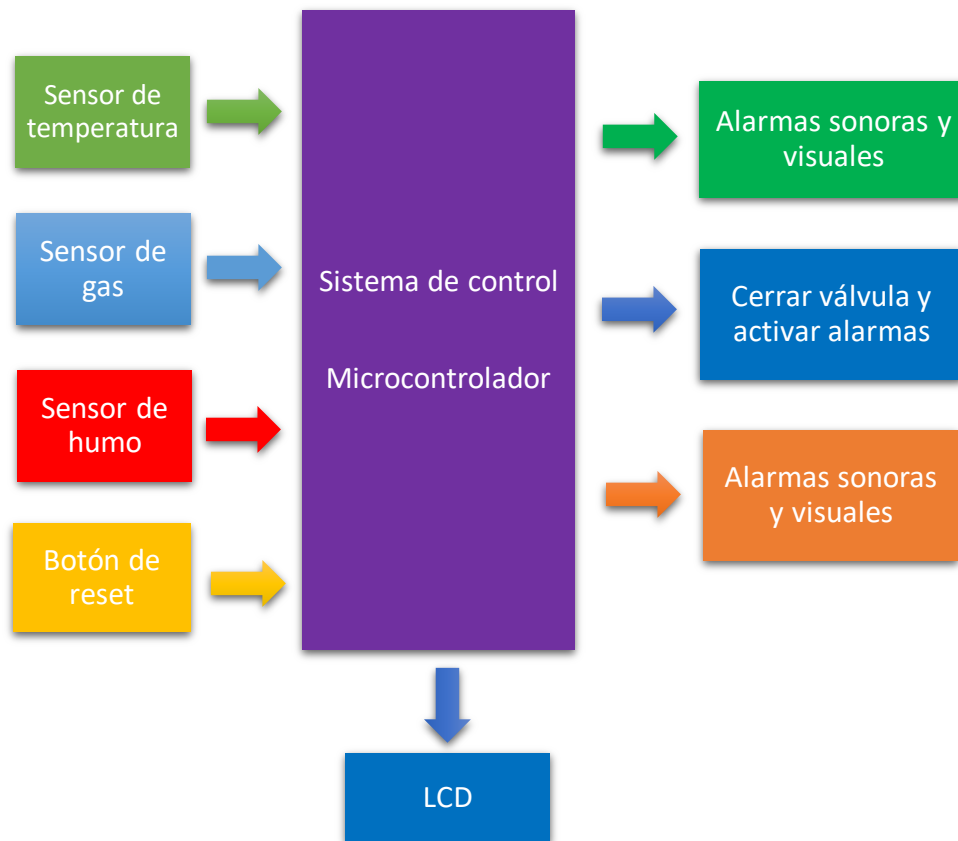 Sensor de
temperatura
Sensor de
gas
Sensor de
humo
Botón de
reset
Sistema de control
Microcontrolador
Alarmas sonoras y
visuales
Cerrar válvula y
activar alarmas
Alarmas sonoras
y visuales
LCD